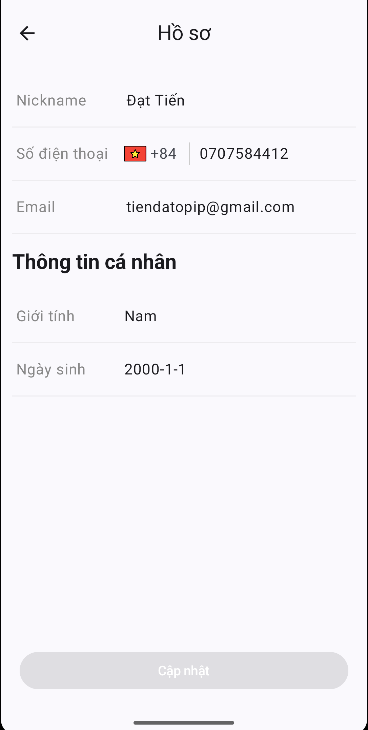 Hồ sơ
Nickname Đạt Tiến
Số điện thoại +84 0707584412
Email tiendatopip@gmail.com
Thông tin cá nhân
Giới tính Nam
Ngày sinh 2000-1-1
Cập nhật